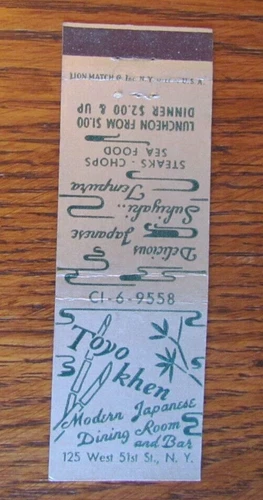 LION MATCH CO. Inc. N.Y. U.S.A.
Toyo
khen
Modern Japanese
Dining Room
and Bar
125 West 51st St., N. Y.
CI-6-9558
Delicious
Japanese
Sukiyaki..
Tempura
STEAKS - CHOPS
SEA FOOD
LUNCHEON FROM $1.00
DINNER $2.00 & UP